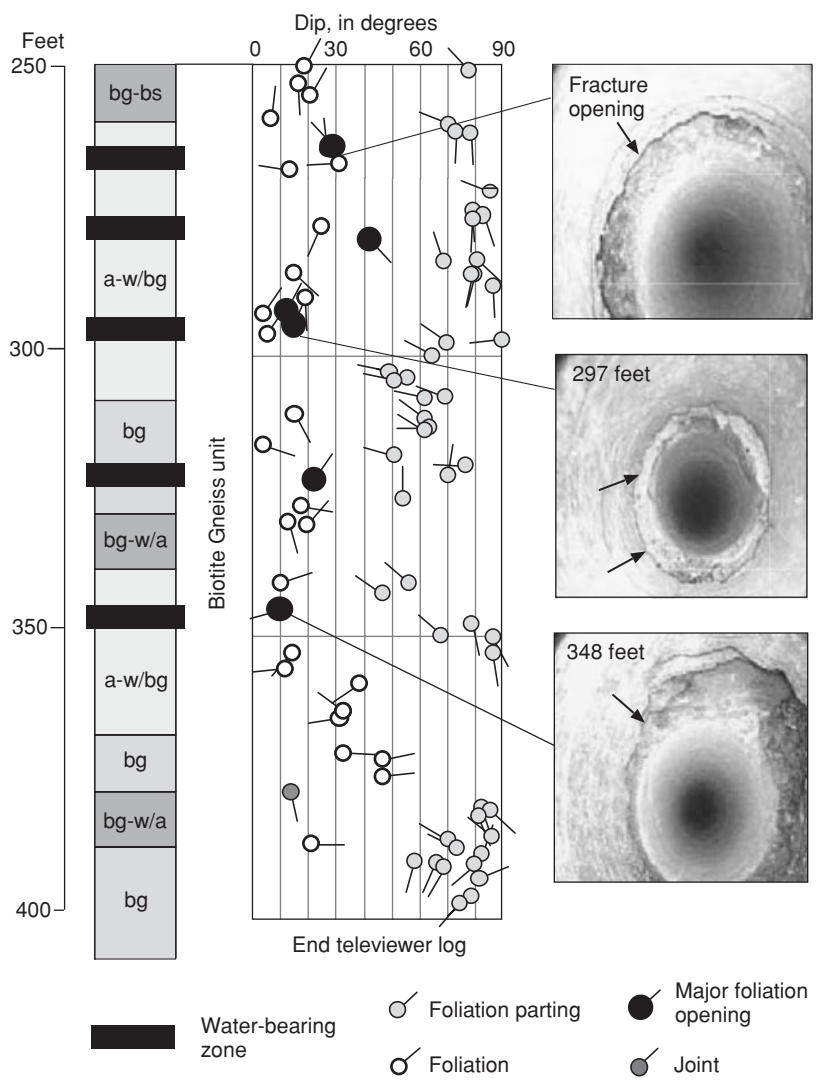 Dip, in degrees
Feet
0 30 60 90
250
bg-bs
Fracture
opening
a-w/bg
300
297 feet
bg
Biotite Gneiss unit
bg-w/a
350
348 feet
a-w/bg
bg
bg-w/a
bg
400
End televiewer log
Water-bearing
zone
Foliation parting
Major foliation
opening
Foliation
Joint